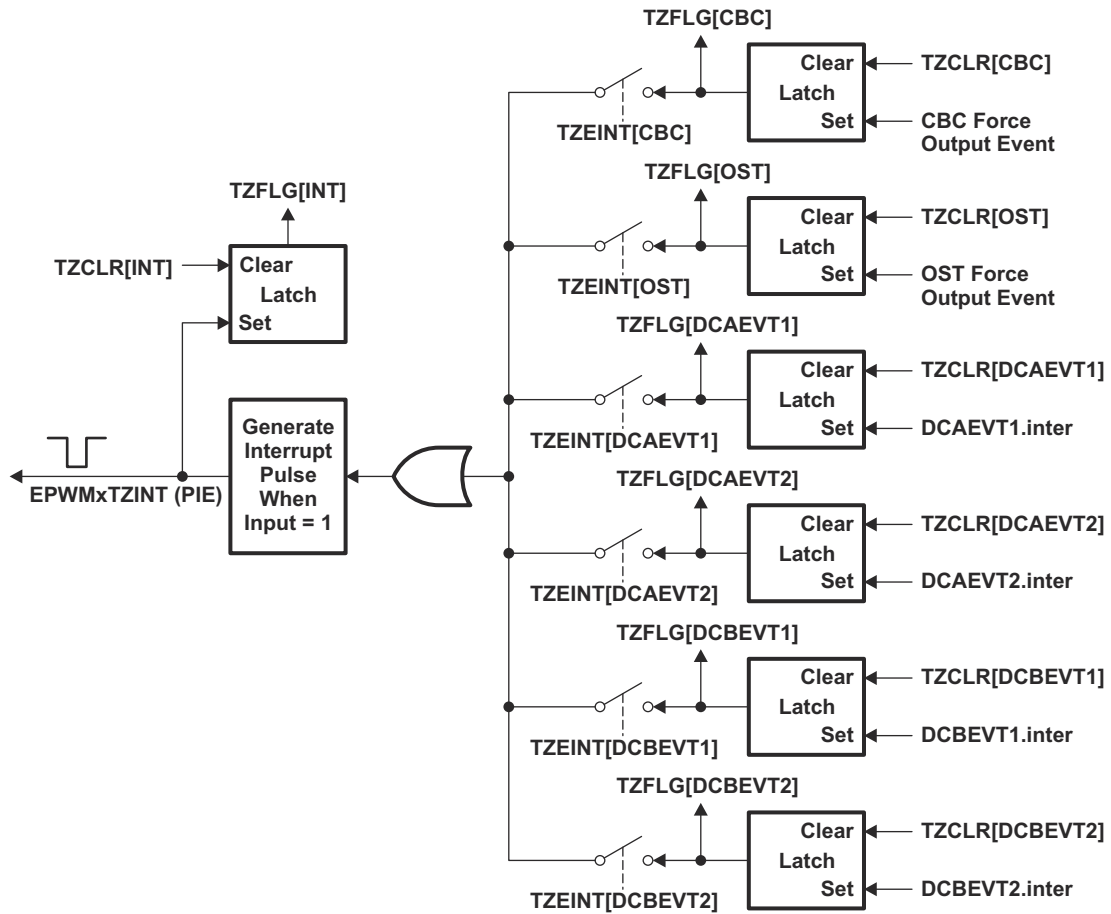 TZFLG[CBC]
Clear
Latch
Set
TZCLR[CBC]
CBC Force
Output Event
TZEINT[CBC]
TZFLG[OST]
Clear
Latch
Set
TZCLR[OST]
OST Force
Output Event
TZEINT[OST]
TZFLG[INT]
TZCLR[INT]
Clear
Latch
Set
TZFLG[DCAEVT1]
Clear
Latch
Set
TZCLR[DCAEVT1]
DCAEVT1.inter
TZEINT[DCAEVT1]
Generate
Interrupt
Pulse
When
Input = 1
EPWMxTZINT (PIE)
TZFLG[DCAEVT2]
Clear
Latch
Set
TZCLR[DCAEVT2]
DCAEVT2.inter
TZEINT[DCAEVT2]
TZFLG[DCBEVT1]
Clear
Latch
Set
TZCLR[DCBEVT1]
DCBEVT1.inter
TZEINT[DCBEVT1]
TZFLG[DCBEVT2]
Clear
Latch
Set
TZCLR[DCBEVT2]
DCBEVT2.inter
TZEINT[DCBEVT2]